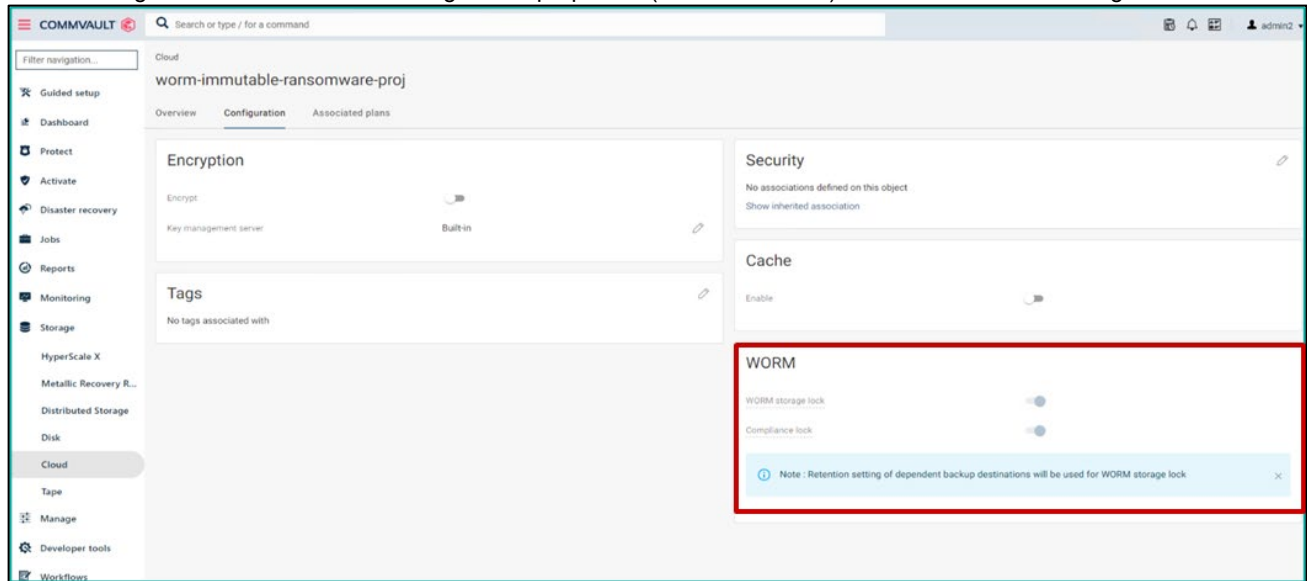 COMMVAULT
Search or type / for a command
admin2
Filter navigation...
Guided setup
Dashboard
Protect
Activate
Disaster recovery
Jobs
Reports
Monitoring
Storage
HyperScale X
Metallic Recovery R...
Distributed Storage
Disk
Cloud
Tape
Manage
Developer tools
Workflows
Cloud
worm-immutable-ransomware-proj
Overview Configuration Associated plans
Encryption
Encrypt
Key management server Built-in
Tags
No tags associated with
Security
No associations defined on this object
Show inherited association
Cache
Enable
WORM
WORM storage lock
Compliance lock
Note : Retention setting of dependent backup destinations will be used for WORM storage lock